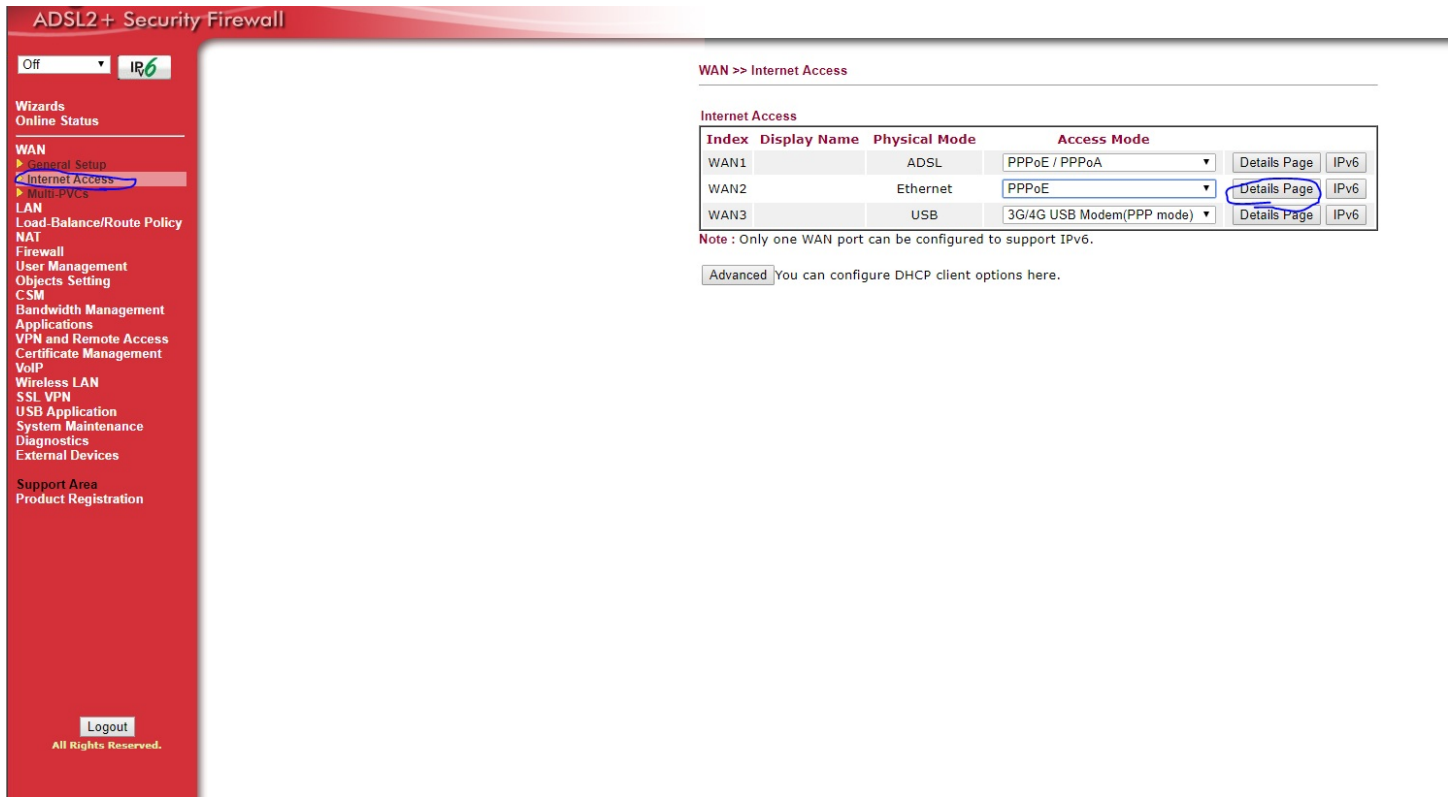 ADSL2+ Security Firewall
Off
IPv6
Wizards
Online Status
WAN
General Setup
Internet Access
Multi-PVCs
LAN
Load-Balance/Route Policy
NAT
Firewall
User Management
Objects Setting
CSM
Bandwidth Management
Applications
VPN and Remote Access
Certificate Management
VoIP
Wireless LAN
SSL VPN
USB Application
System Maintenance
Diagnostics
External Devices
Support Area
Product Registration
Logout
All Rights Reserved.
WAN >> Internet Access
Internet Access
Index Display Name Physical Mode Access Mode
WAN1 ADSL PPPoE / PPPoA Details Page IPv6
WAN2 Ethernet PPPoE Details Page IPv6
WAN3 USB 3G/4G USB Modem(PPP mode) Details Page IPv6
Note : Only one WAN port can be configured to support IPv6.
Advanced You can configure DHCP client options here.